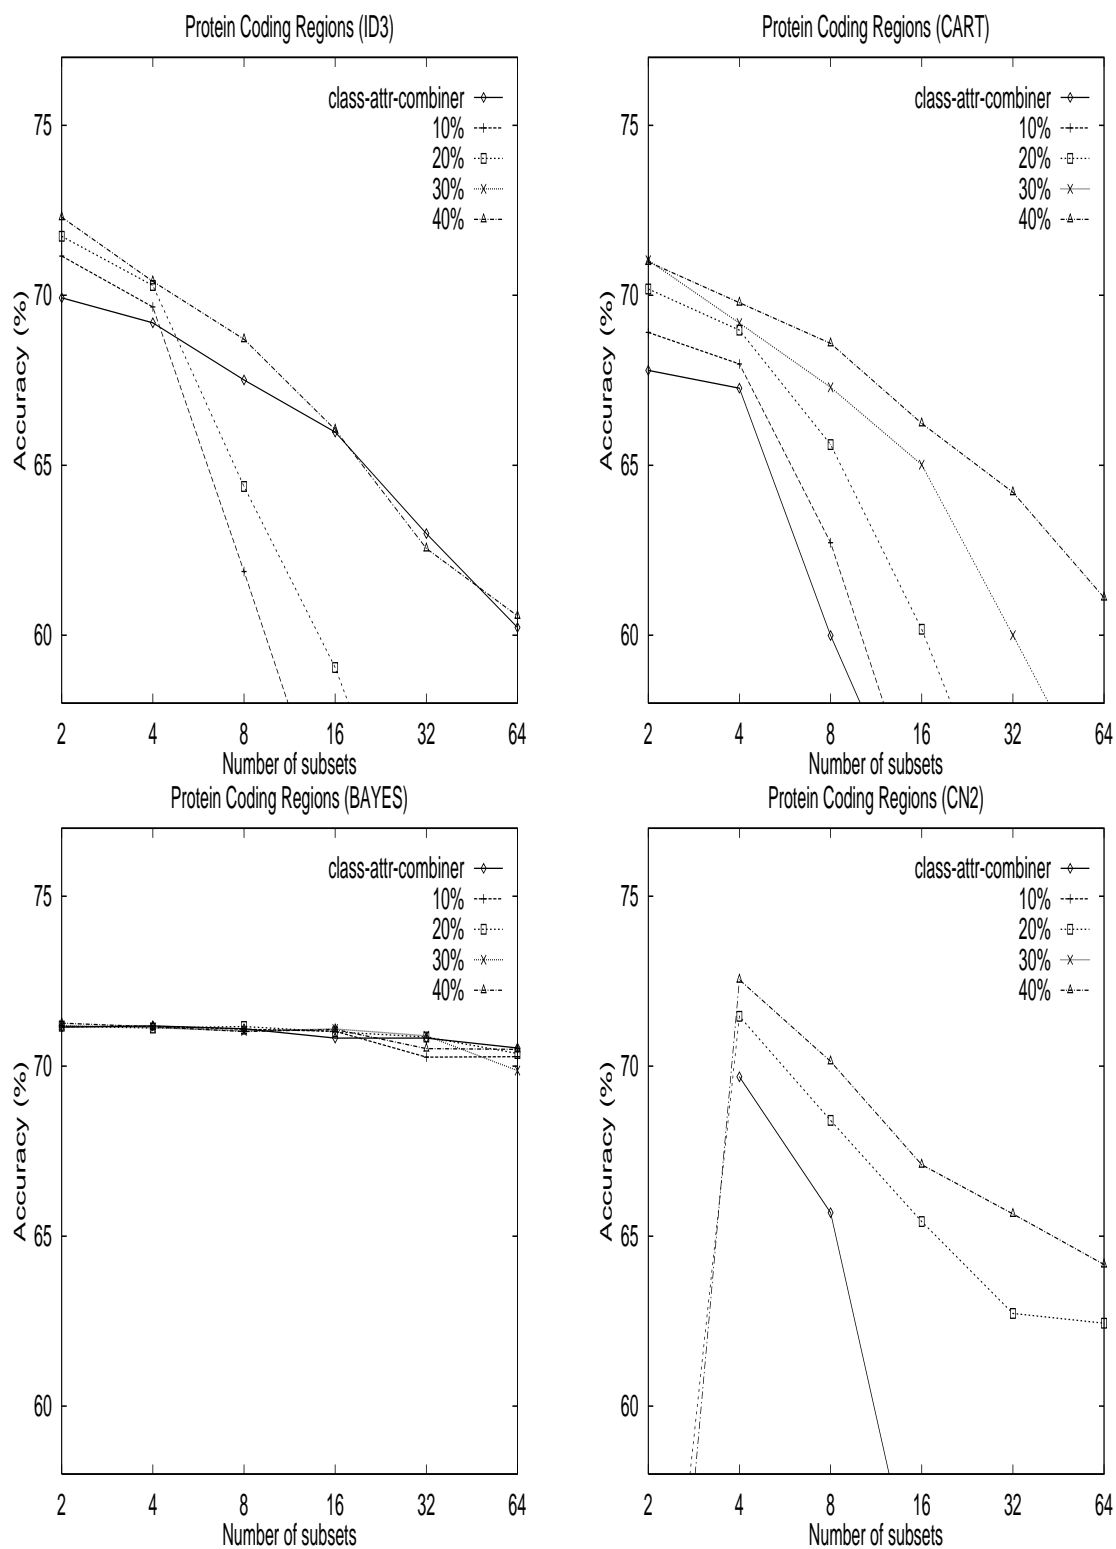 Protein Coding Regions (ID3)
class-attr-combiner
10%
20%
30%
40%
75
70
65
60
Accuracy (%)
2 4 8 16 32 64
Number of subsets
Protein Coding Regions (CART)
class-attr-combiner
10%
20%
30%
40%
75
70
65
60
Accuracy (%)
2 4 8 16 32 64
Number of subsets
Protein Coding Regions (BAYES)
class-attr-combiner
10%
20%
30%
40%
75
70
65
60
Accuracy (%)
2 4 8 16 32 64
Number of subsets
Protein Coding Regions (CN2)
class-attr-combiner
10%
20%
30%
40%
75
70
65
60
Accuracy (%)
2 4 8 16 32 64
Number of subsets